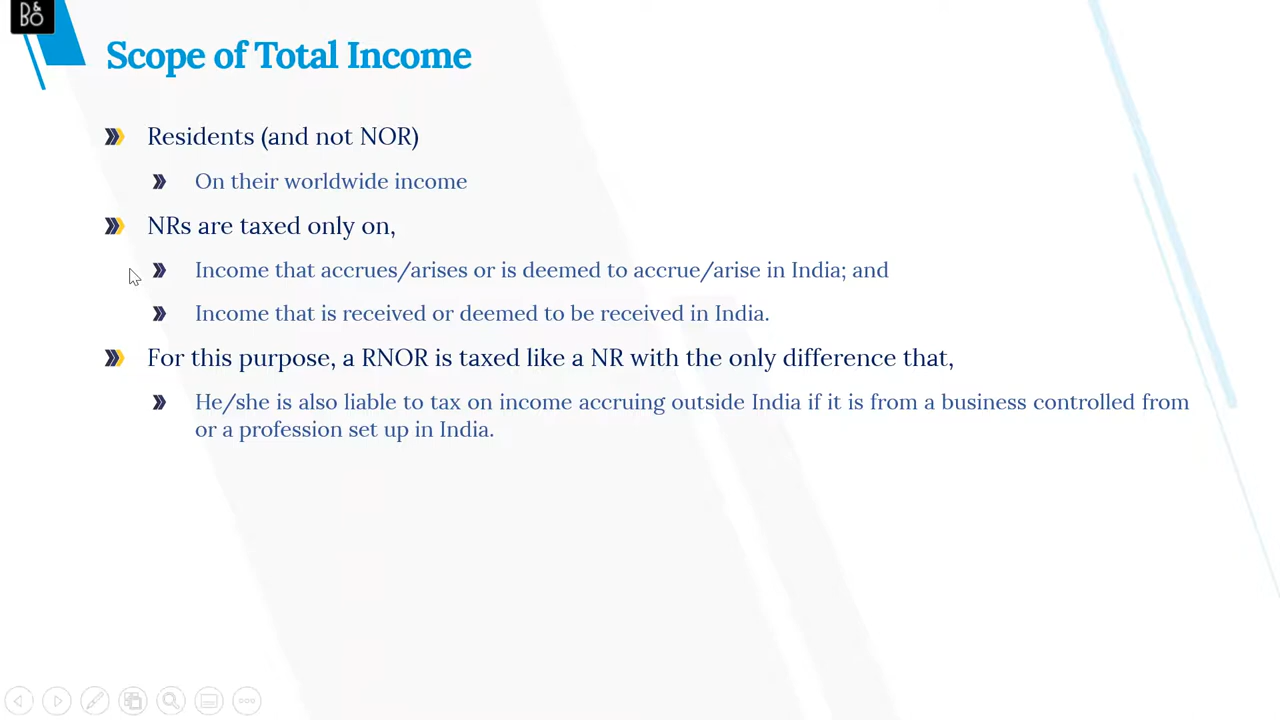 B&O
Scope of Total Income
Residents (and not NOR)
On their worldwide income
NRs are taxed only on,
Income that accrues/arises or is deemed to accrue/arise in India; and
Income that is received or deemed to be received in India.
For this purpose, a RNOR is taxed like a NR with the only difference that,
He/she is also liable to tax on income accruing outside India if it is from a business controlled from
or a profession set up in India.